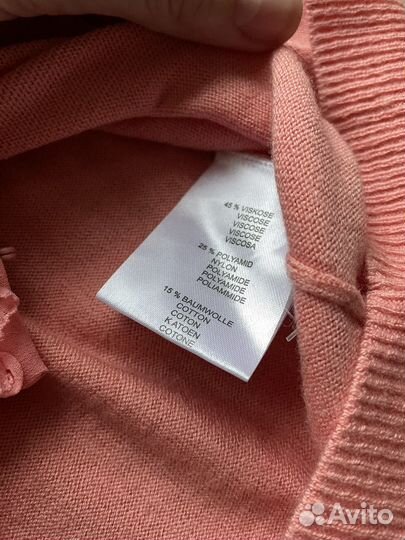 45 % VISKOSE
VISCOSE
VISCOSE
VISCOSE
VISCOSA
25 % POLYAMID
NYLON
POLYAMIDE
POLYAMIDE
POLIAMMIDE
15 % BAUMWOLLE
COTTON
COTON
KATOEN
COTONE
Avito